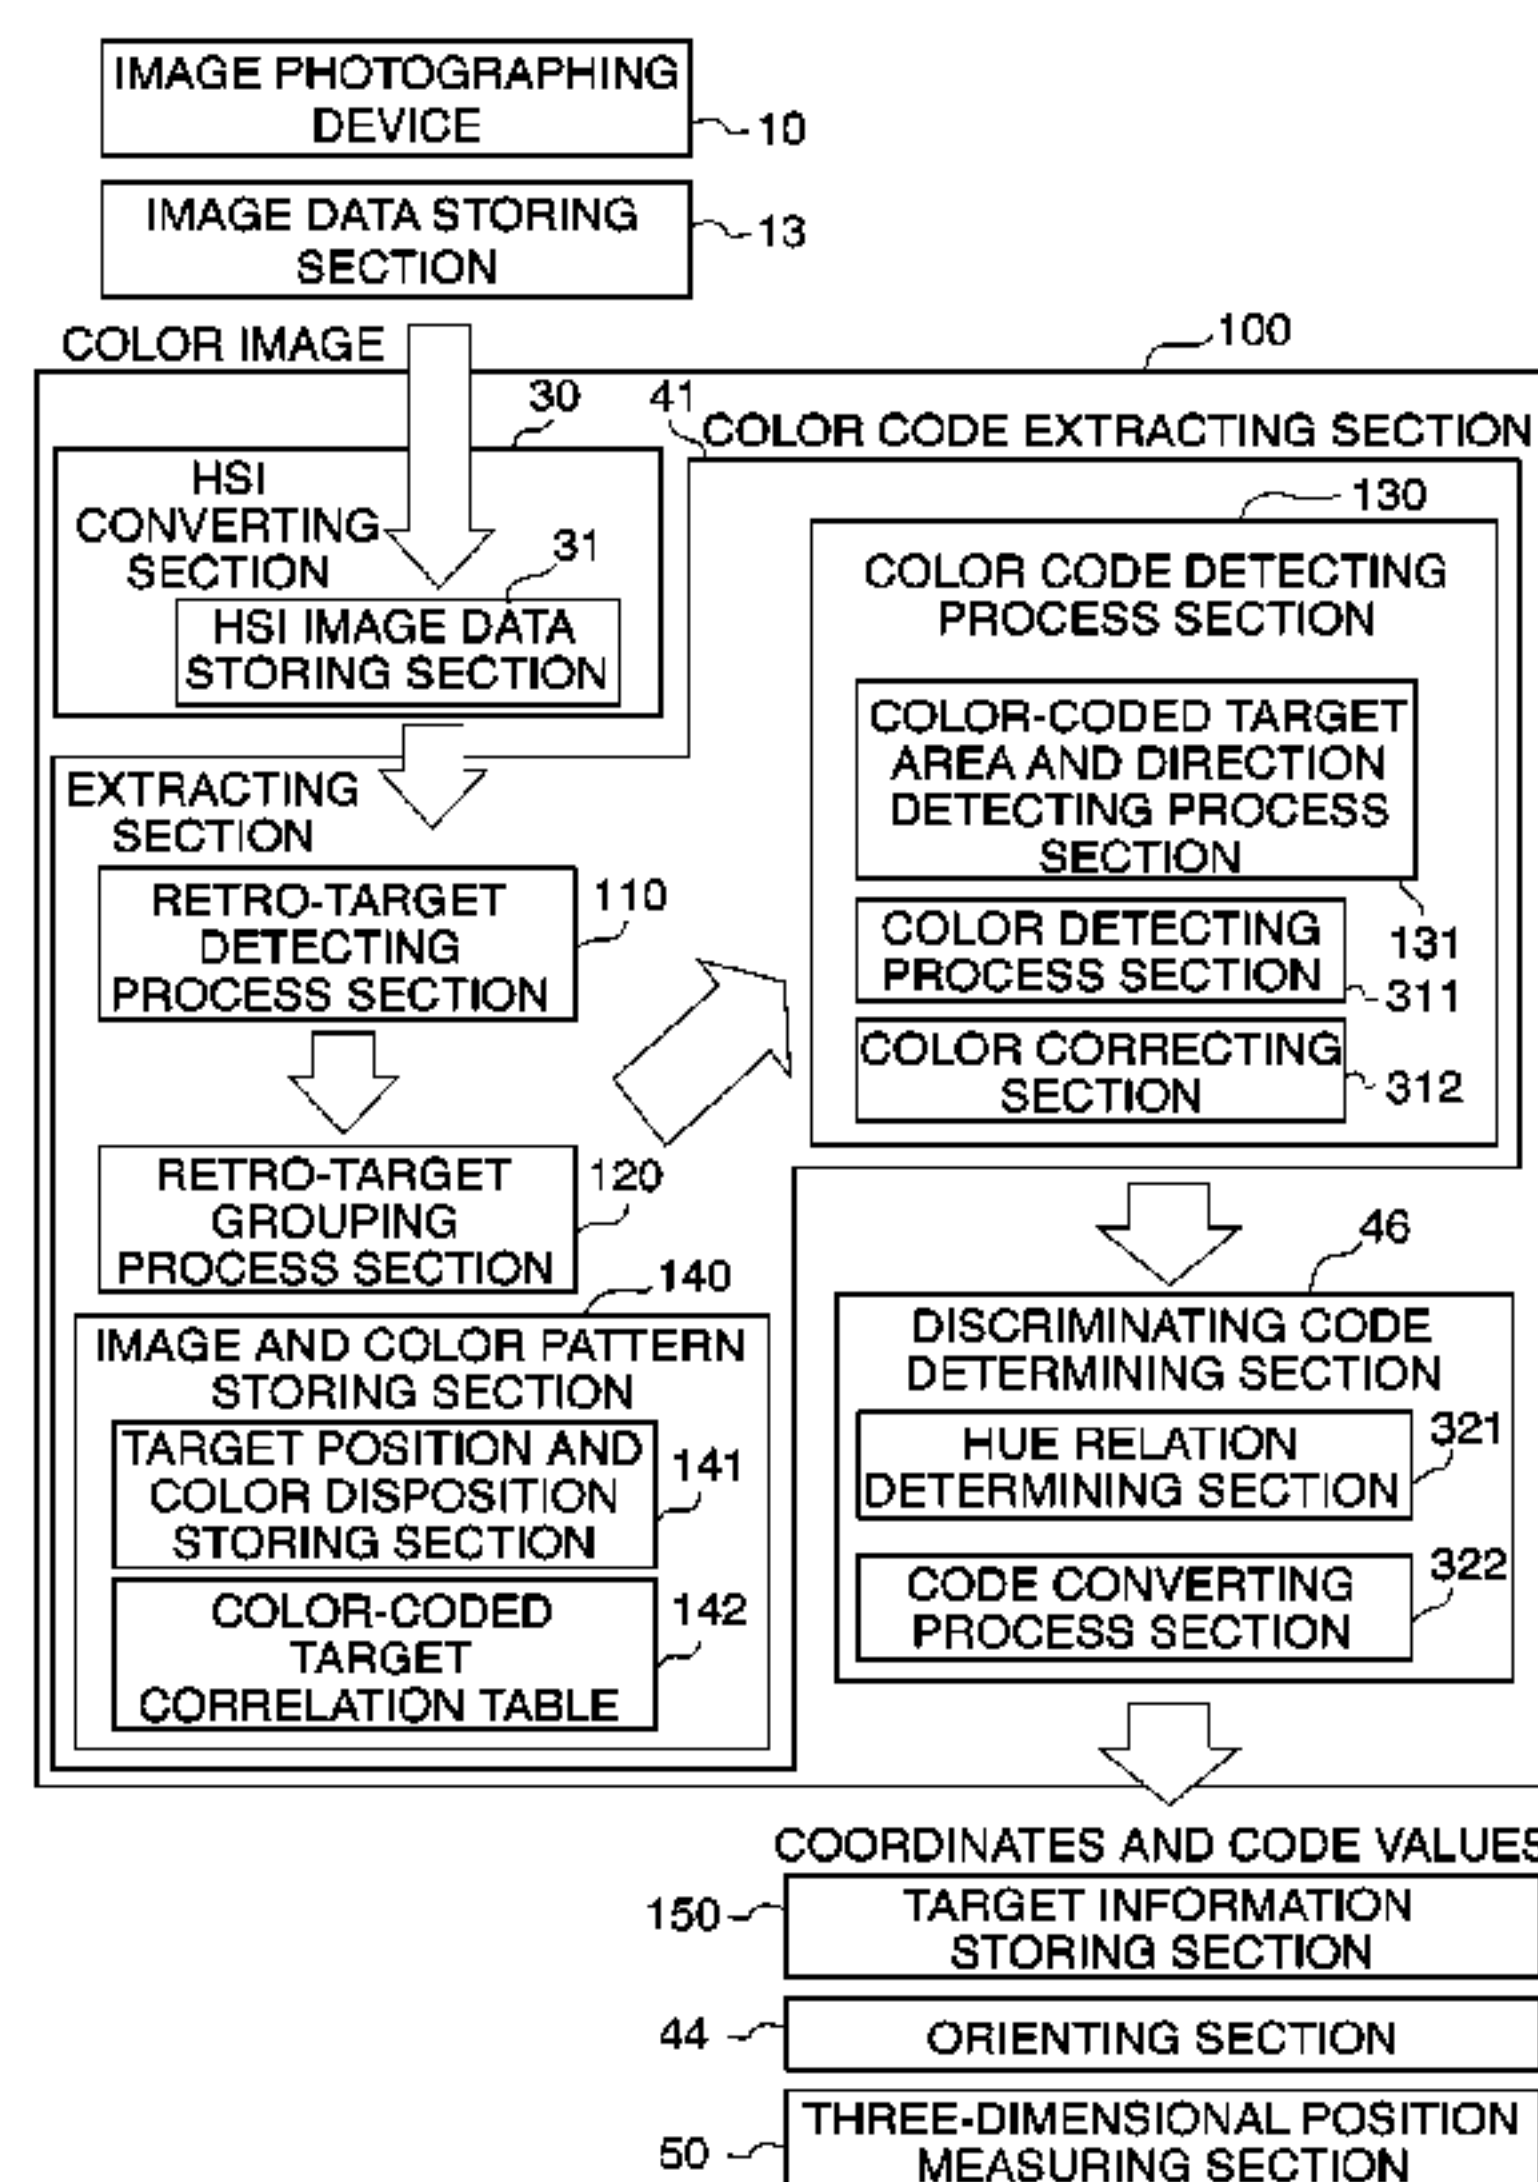 IMAGE PHOTOGRAPHING
DEVICE
10
IMAGE DATA STORING
SECTION
13
COLOR IMAGE
100
30
HSI
CONVERTING
SECTION
31
HSI IMAGE DATA
STORING SECTION
41
COLOR CODE EXTRACTING SECTION
EXTRACTING
SECTION
RETRO-TARGET
DETECTING
PROCESS SECTION
110
RETRO-TARGET
GROUPING
PROCESS SECTION
120
140
IMAGE AND COLOR PATTERN
STORING SECTION
TARGET POSITION AND
COLOR DISPOSITION
STORING SECTION
141
COLOR-CODED
TARGET
CORRELATION TABLE
142
130
COLOR CODE DETECTING
PROCESS SECTION
COLOR-CODED TARGET
AREA AND DIRECTION
DETECTING PROCESS
SECTION
131
COLOR DETECTING
PROCESS SECTION
311
COLOR CORRECTING
SECTION
312
46
DISCRIMINATING CODE
DETERMINING SECTION
HUE RELATION
DETERMINING SECTION
321
CODE CONVERTING
PROCESS SECTION
322
COORDINATES AND CODE VALUES
150
TARGET INFORMATION
STORING SECTION
44
ORIENTING SECTION
50
THREE-DIMENSIONAL POSITION
MEASURING SECTION